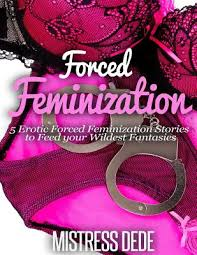 Forced
Feminization
5 Erotic Forced Feminization Stories
to Feed your Wildest Fantasies
MISTRESS DEDE